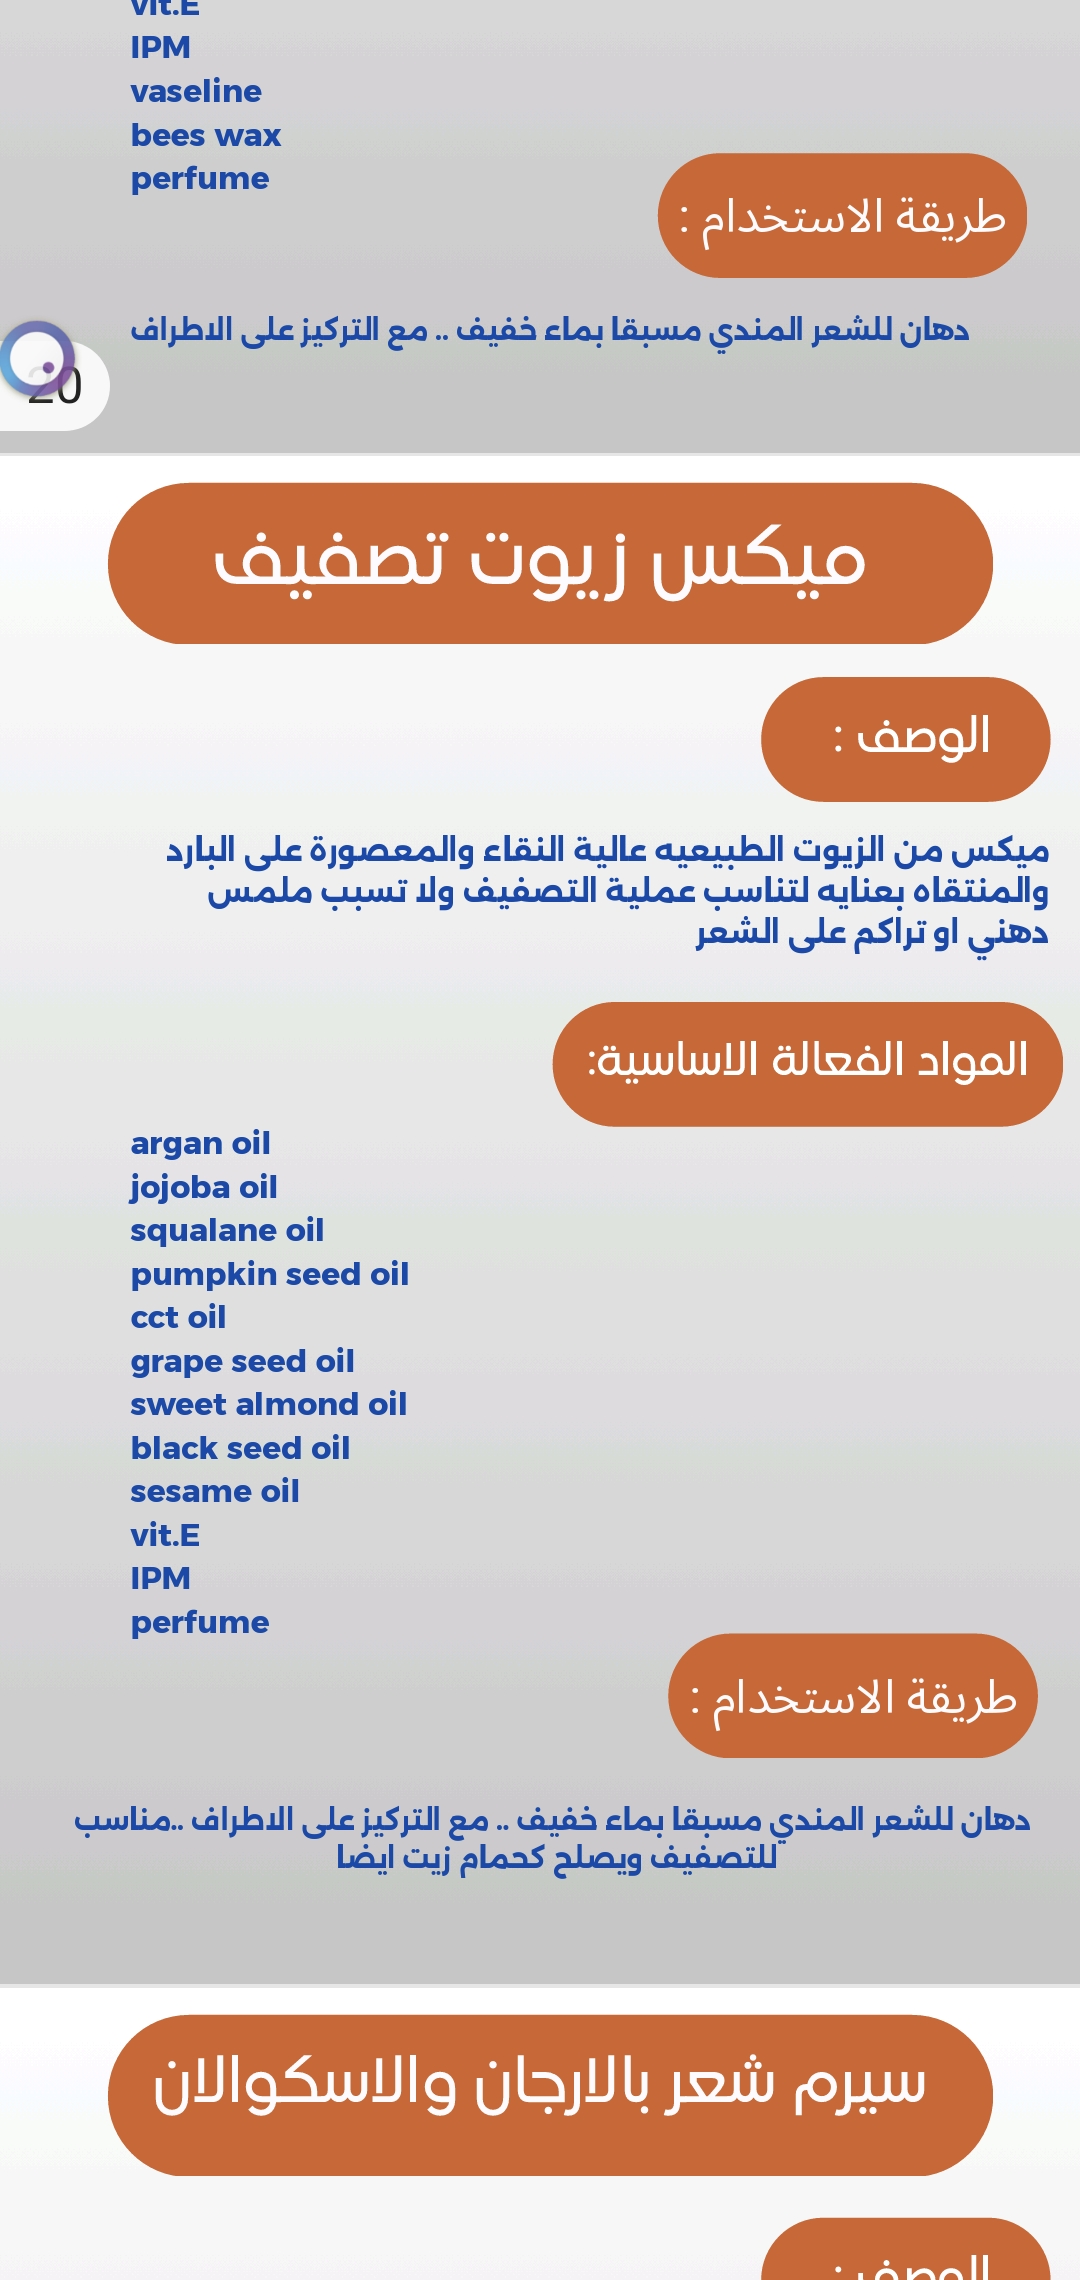 vit.E
IPM
vaseline
bees wax
perfume
طريقة الاستخدام :
دهان للشعر المندي مسبقا بماء خفيف .. مع التركيز على الاطراف
20
ميكس زيوت تصفيف
الوصف :
ميكس من الزيوت الطبيعيه عالية النقاء والمعصورة على البارد
والمنتقاه بعنايه لتناسب عملية التصفيف ولا تسبب ملمس
دهني او تراكم على الشعر
المواد الفعالة الاساسية:
argan oil
jojoba oil
squalane oil
pumpkin seed oil
cct oil
grape seed oil
sweet almond oil
black seed oil
sesame oil
vit.E
IPM
perfume
طريقة الاستخدام :
دهان للشعر المندي مسبقا بماء خفيف .. مع التركيز على الاطراف ..مناسب
للتصفيف ويصلح كحمام زيت ايضا
سيرم شعر بالارجان والاسكوالان
الوصف :